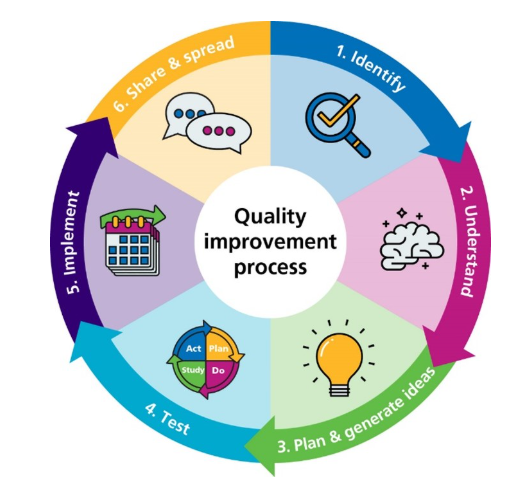 Quality
improvement
process
1. Identify
2. Understand
3. Plan & generate ideas
4. Test
Act Plan
Study Do
5. Implement
6. Share & spread